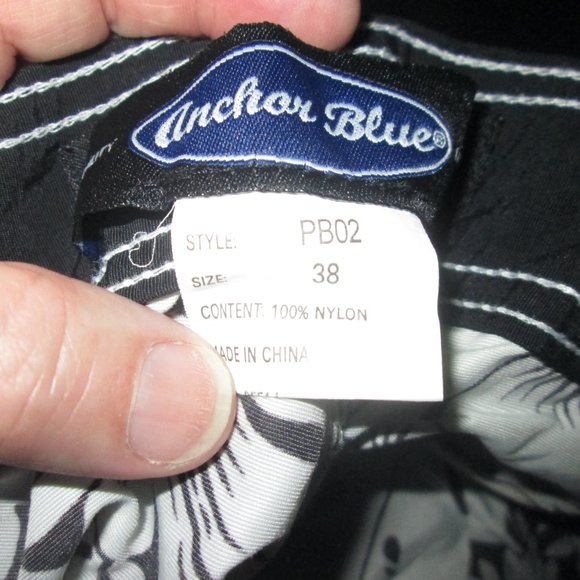 Anchor Blue®
STYLE: PB02
SIZE: 38
CONTENT: 100% NYLON
MADE IN CHINA